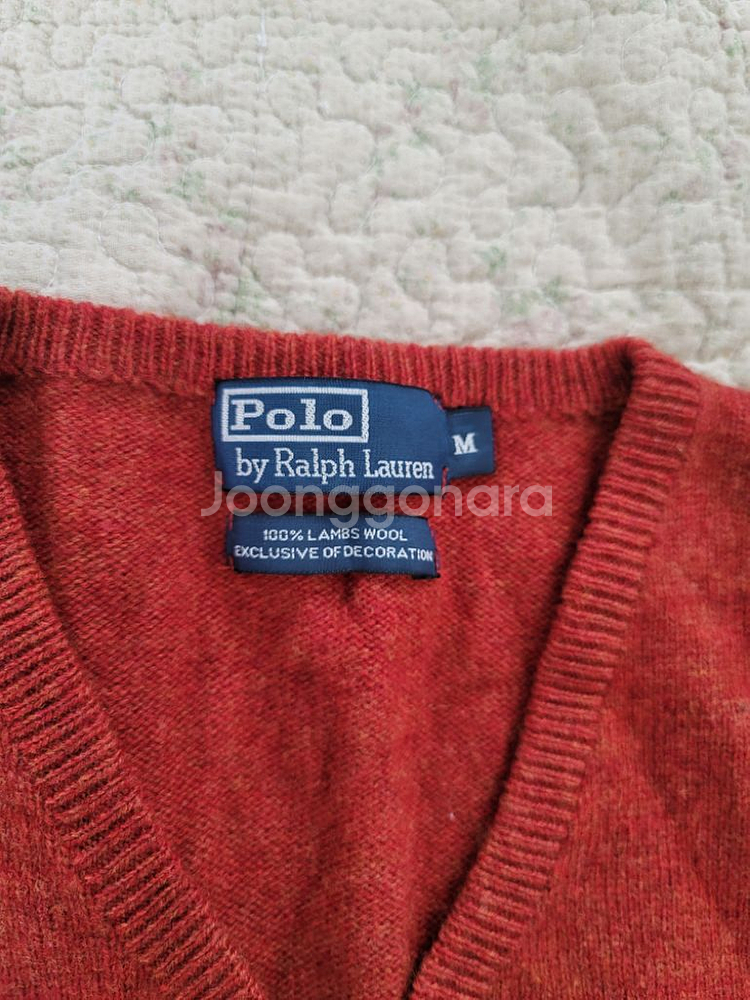 Polo
by Ralph Lauren
M
Joonggonara
100% LAMBS WOOL
EXCLUSIVE OF DECORATION